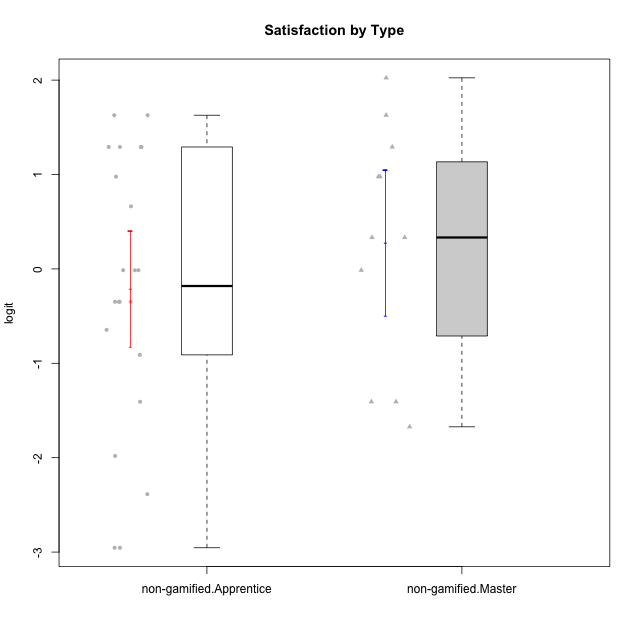 Satisfaction by Type
logit
2
1
0
-1
-2
-3
non-gamified.Apprentice
non-gamified.Master